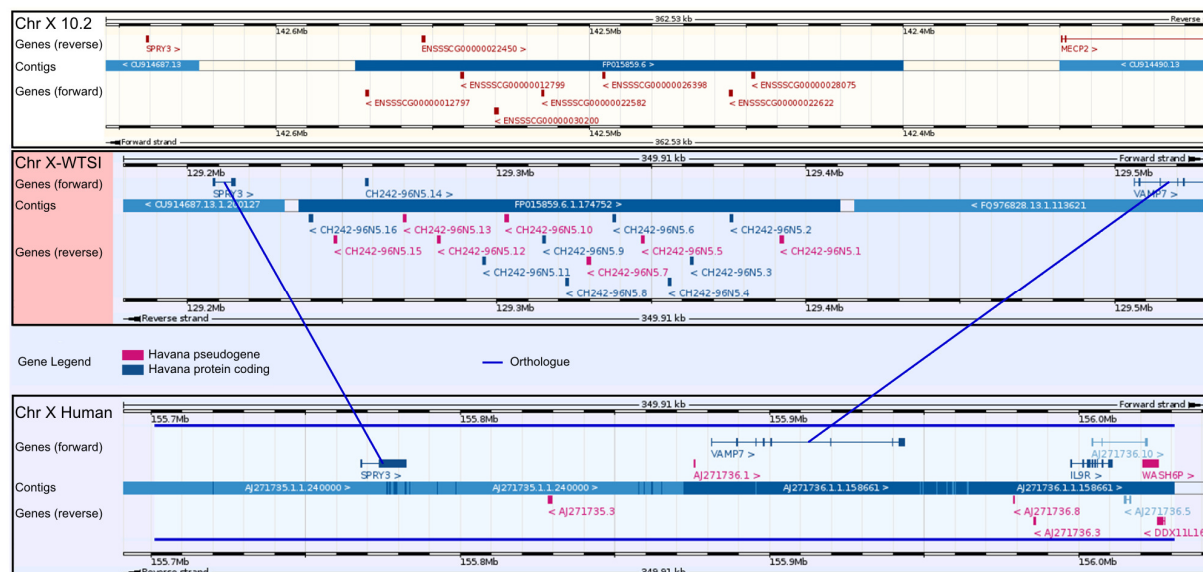 Chr X 10.2
362.53 kb Reverse
142.6Mb 142.5Mb 142.4Mb
Genes (reverse)
SPRY3 > ENSSSCG00000022450 > MECP2 >
Contigs < CU914687.13 FP015859.6 > < CU914490.13
Genes (forward)
< ENSSSCG00000012799 < ENSSSCG00000026398 < ENSSSCG00000028075
< ENSSSCG00000012797 < ENSSSCG00000022582 < ENSSSCG00000022622
< ENSSSCG00000030200
142.6Mb 142.5Mb 142.4Mb
Forward strand 362.53 kb
Chr X-WTSI
349.91 kb Forward strand
129.2Mb 129.3Mb 129.4Mb 129.5Mb
Genes (forward)
SPRY3 > CH242-96N5.14 > VAMP7 >
Contigs < CU914687.13.1.200127 FP015859.6.1.174752 > < FQ976828.13.1.113621
< CH242-96N5.16 < CH242-96N5.13 < CH242-96N5.10 < CH242-96N5.6 < CH242-96N5.2
Genes (reverse) < CH242-96N5.15 < CH242-96N5.12 < CH242-96N5.9 < CH242-96N5.5 < CH242-96N5.1
< CH242-96N5.11 < CH242-96N5.7 < CH242-96N5.3
< CH242-96N5.8 < CH242-96N5.4
129.2Mb 129.3Mb 129.4Mb 129.5Mb
Reverse strand 349.91 kb
Gene Legend
Havana pseudogene
Havana protein coding
Orthologue
Chr X Human
349.91 kb Forward strand
155.7Mb 155.8Mb 155.9Mb 156.0Mb
Genes (forward)
VAMP7 > AJ271736.10 >
SPRY3 > AJ271736.1 > IL9R > WASH6P >
Contigs AJ271735.1.1.240000 > AJ271735.1.1.240000 > AJ271736.1.1.158661 > AJ271736.1.1.158661 >
Genes (reverse) < AJ271735.3 < AJ271736.8 < AJ271736.5
< AJ271736.3 < DDX11L16
155.7Mb 155.8Mb 155.9Mb 156.0Mb
Reverse strand 349.91 kb